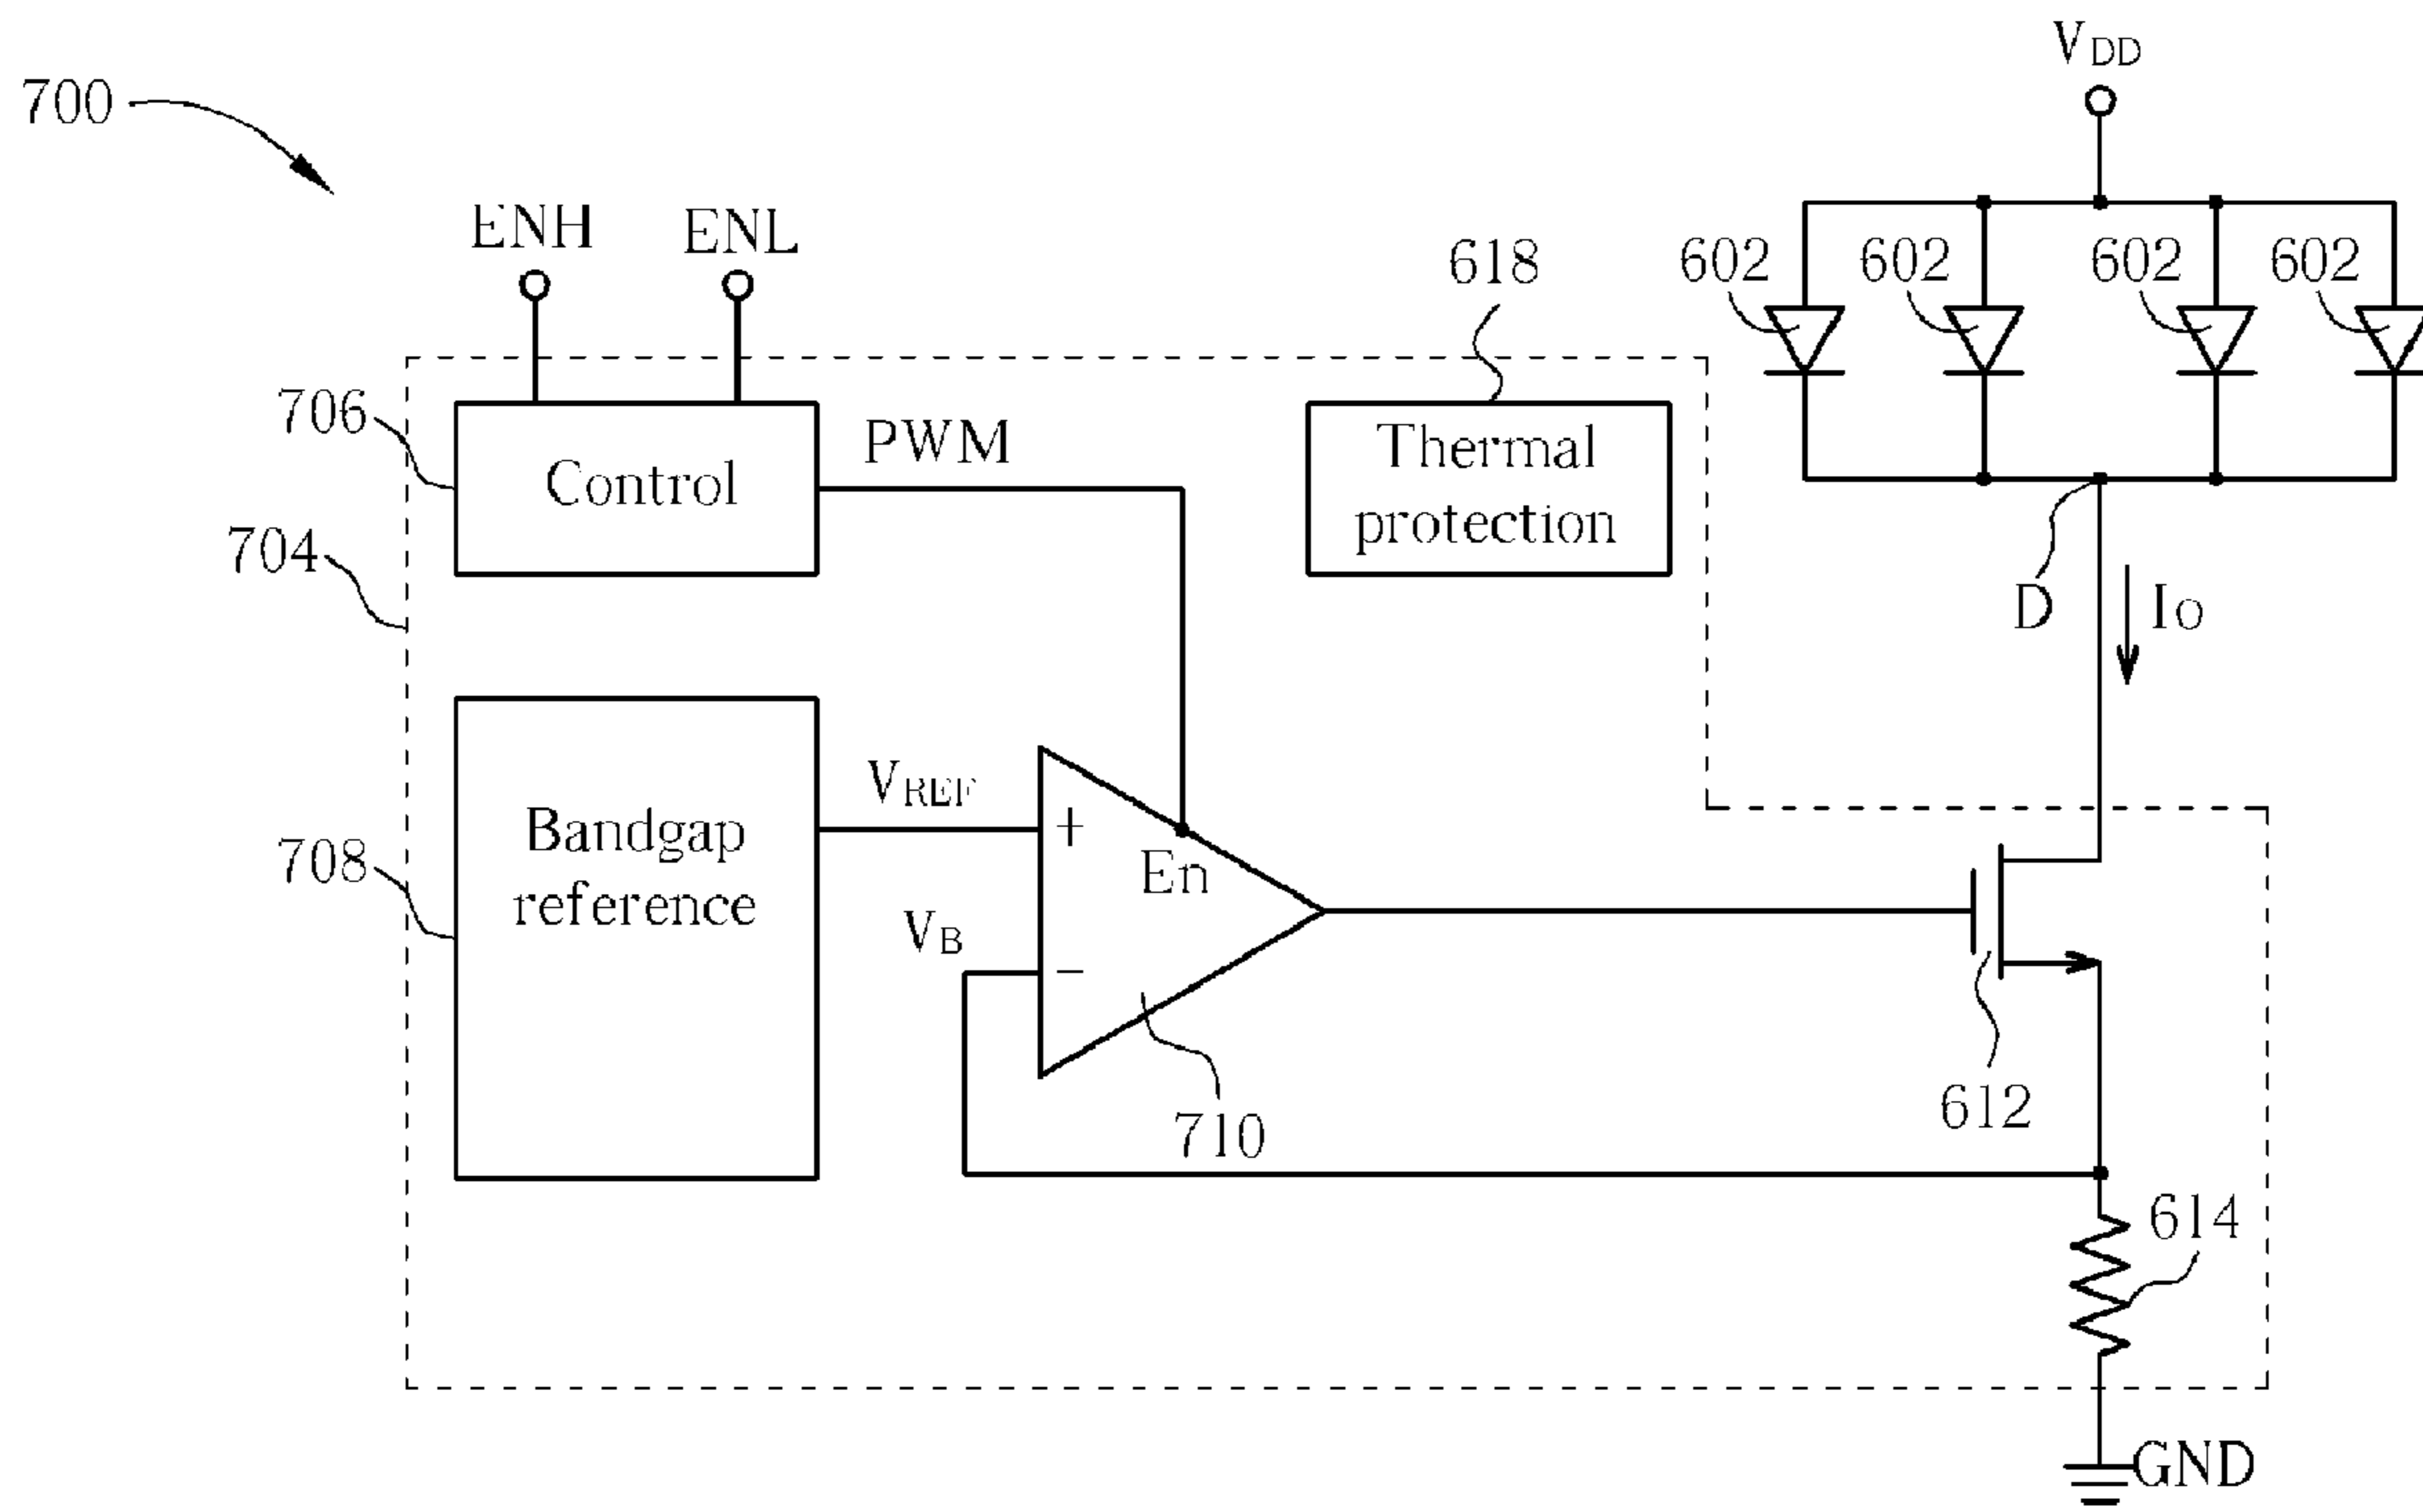 VDD
700
ENH
ENL
618
602
602
602
602
706
Control
PWM
Thermal
protection
704
D
Io
VREF
+
En
Bandgap
reference
708
VB
−
612
710
614
GND